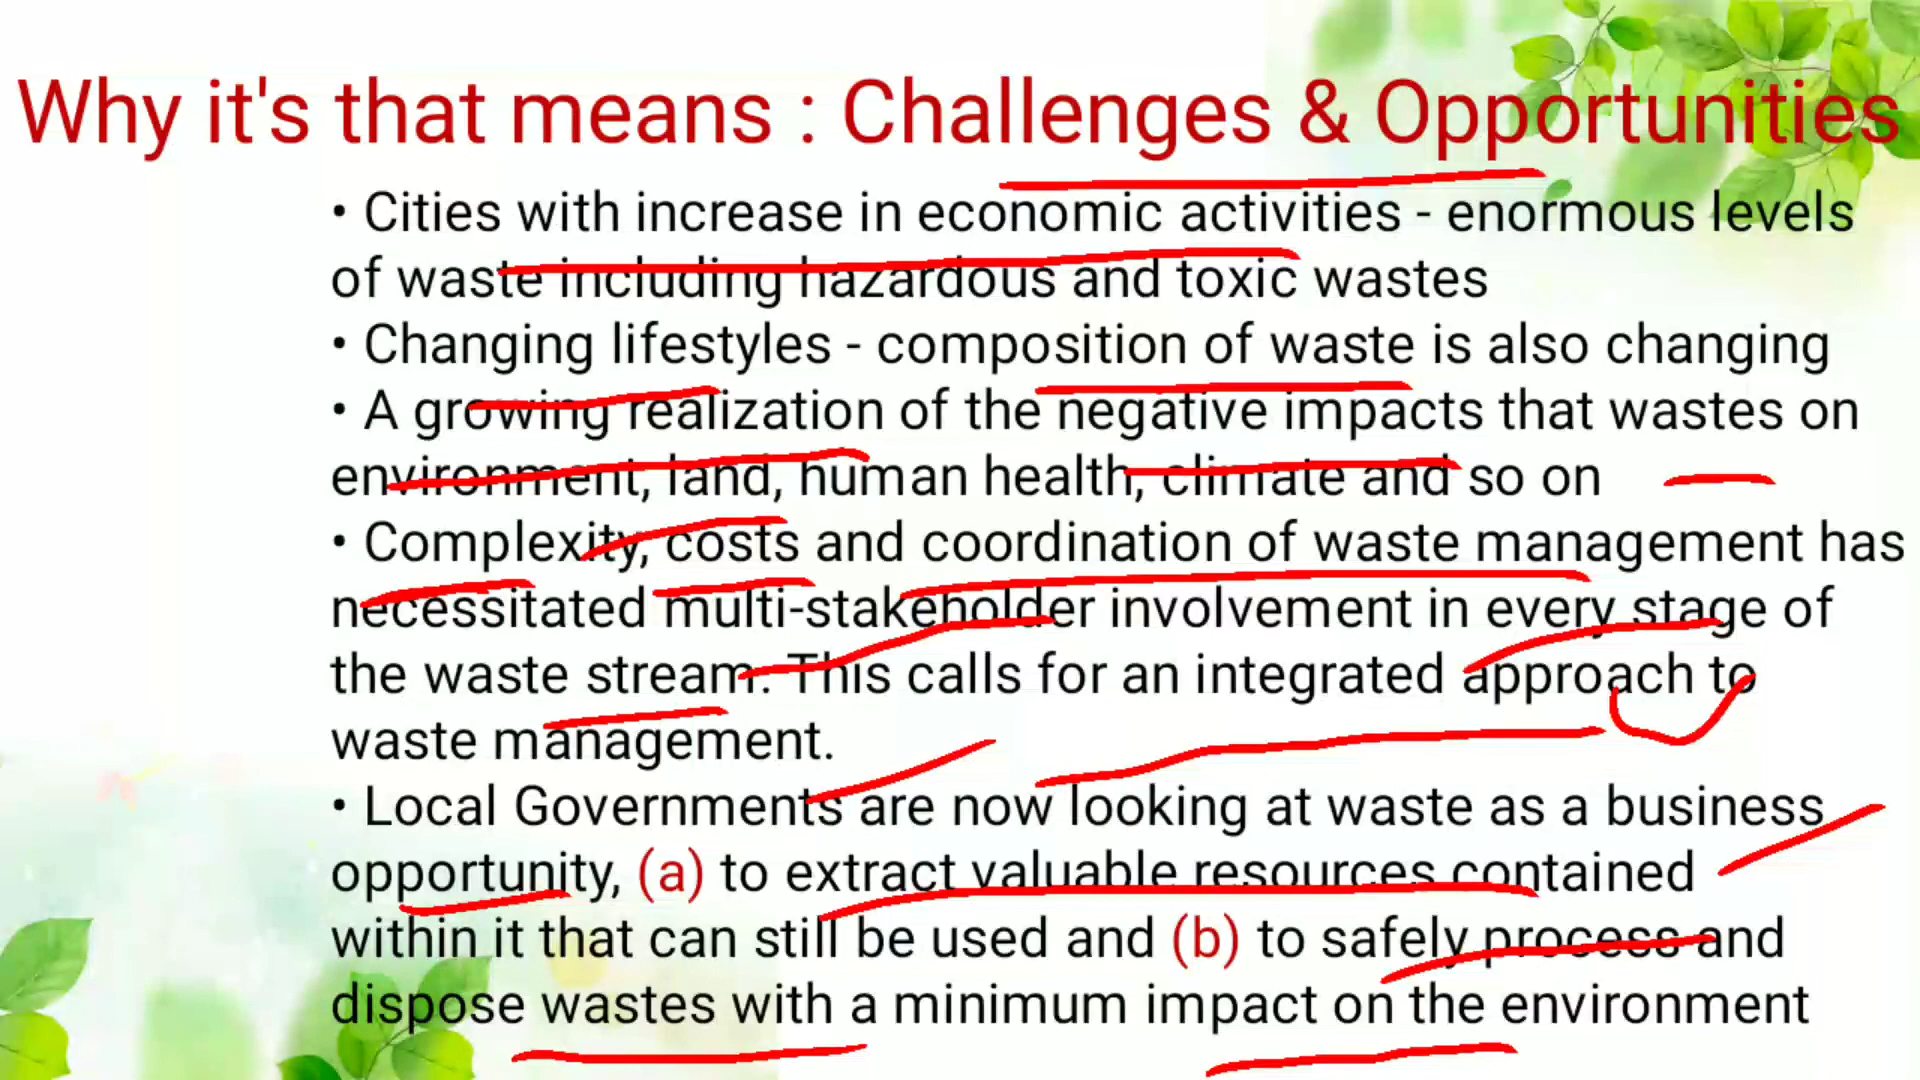 Why it's that means : Challenges & Opportunities
• Cities with increase in economic activities - enormous levels
of waste including hazardous and toxic wastes
• Changing lifestyles - composition of waste is also changing
• A growing realization of the negative impacts that wastes on
environment, land, human health, climate and so on
• Complexity, costs and coordination of waste management has
necessitated multi-stakeholder involvement in every stage of
the waste stream. This calls for an integrated approach to
waste management.
• Local Governments are now looking at waste as a business
opportunity, (a) to extract valuable resources contained
within it that can still be used and (b) to safely process and
dispose wastes with a minimum impact on the environment